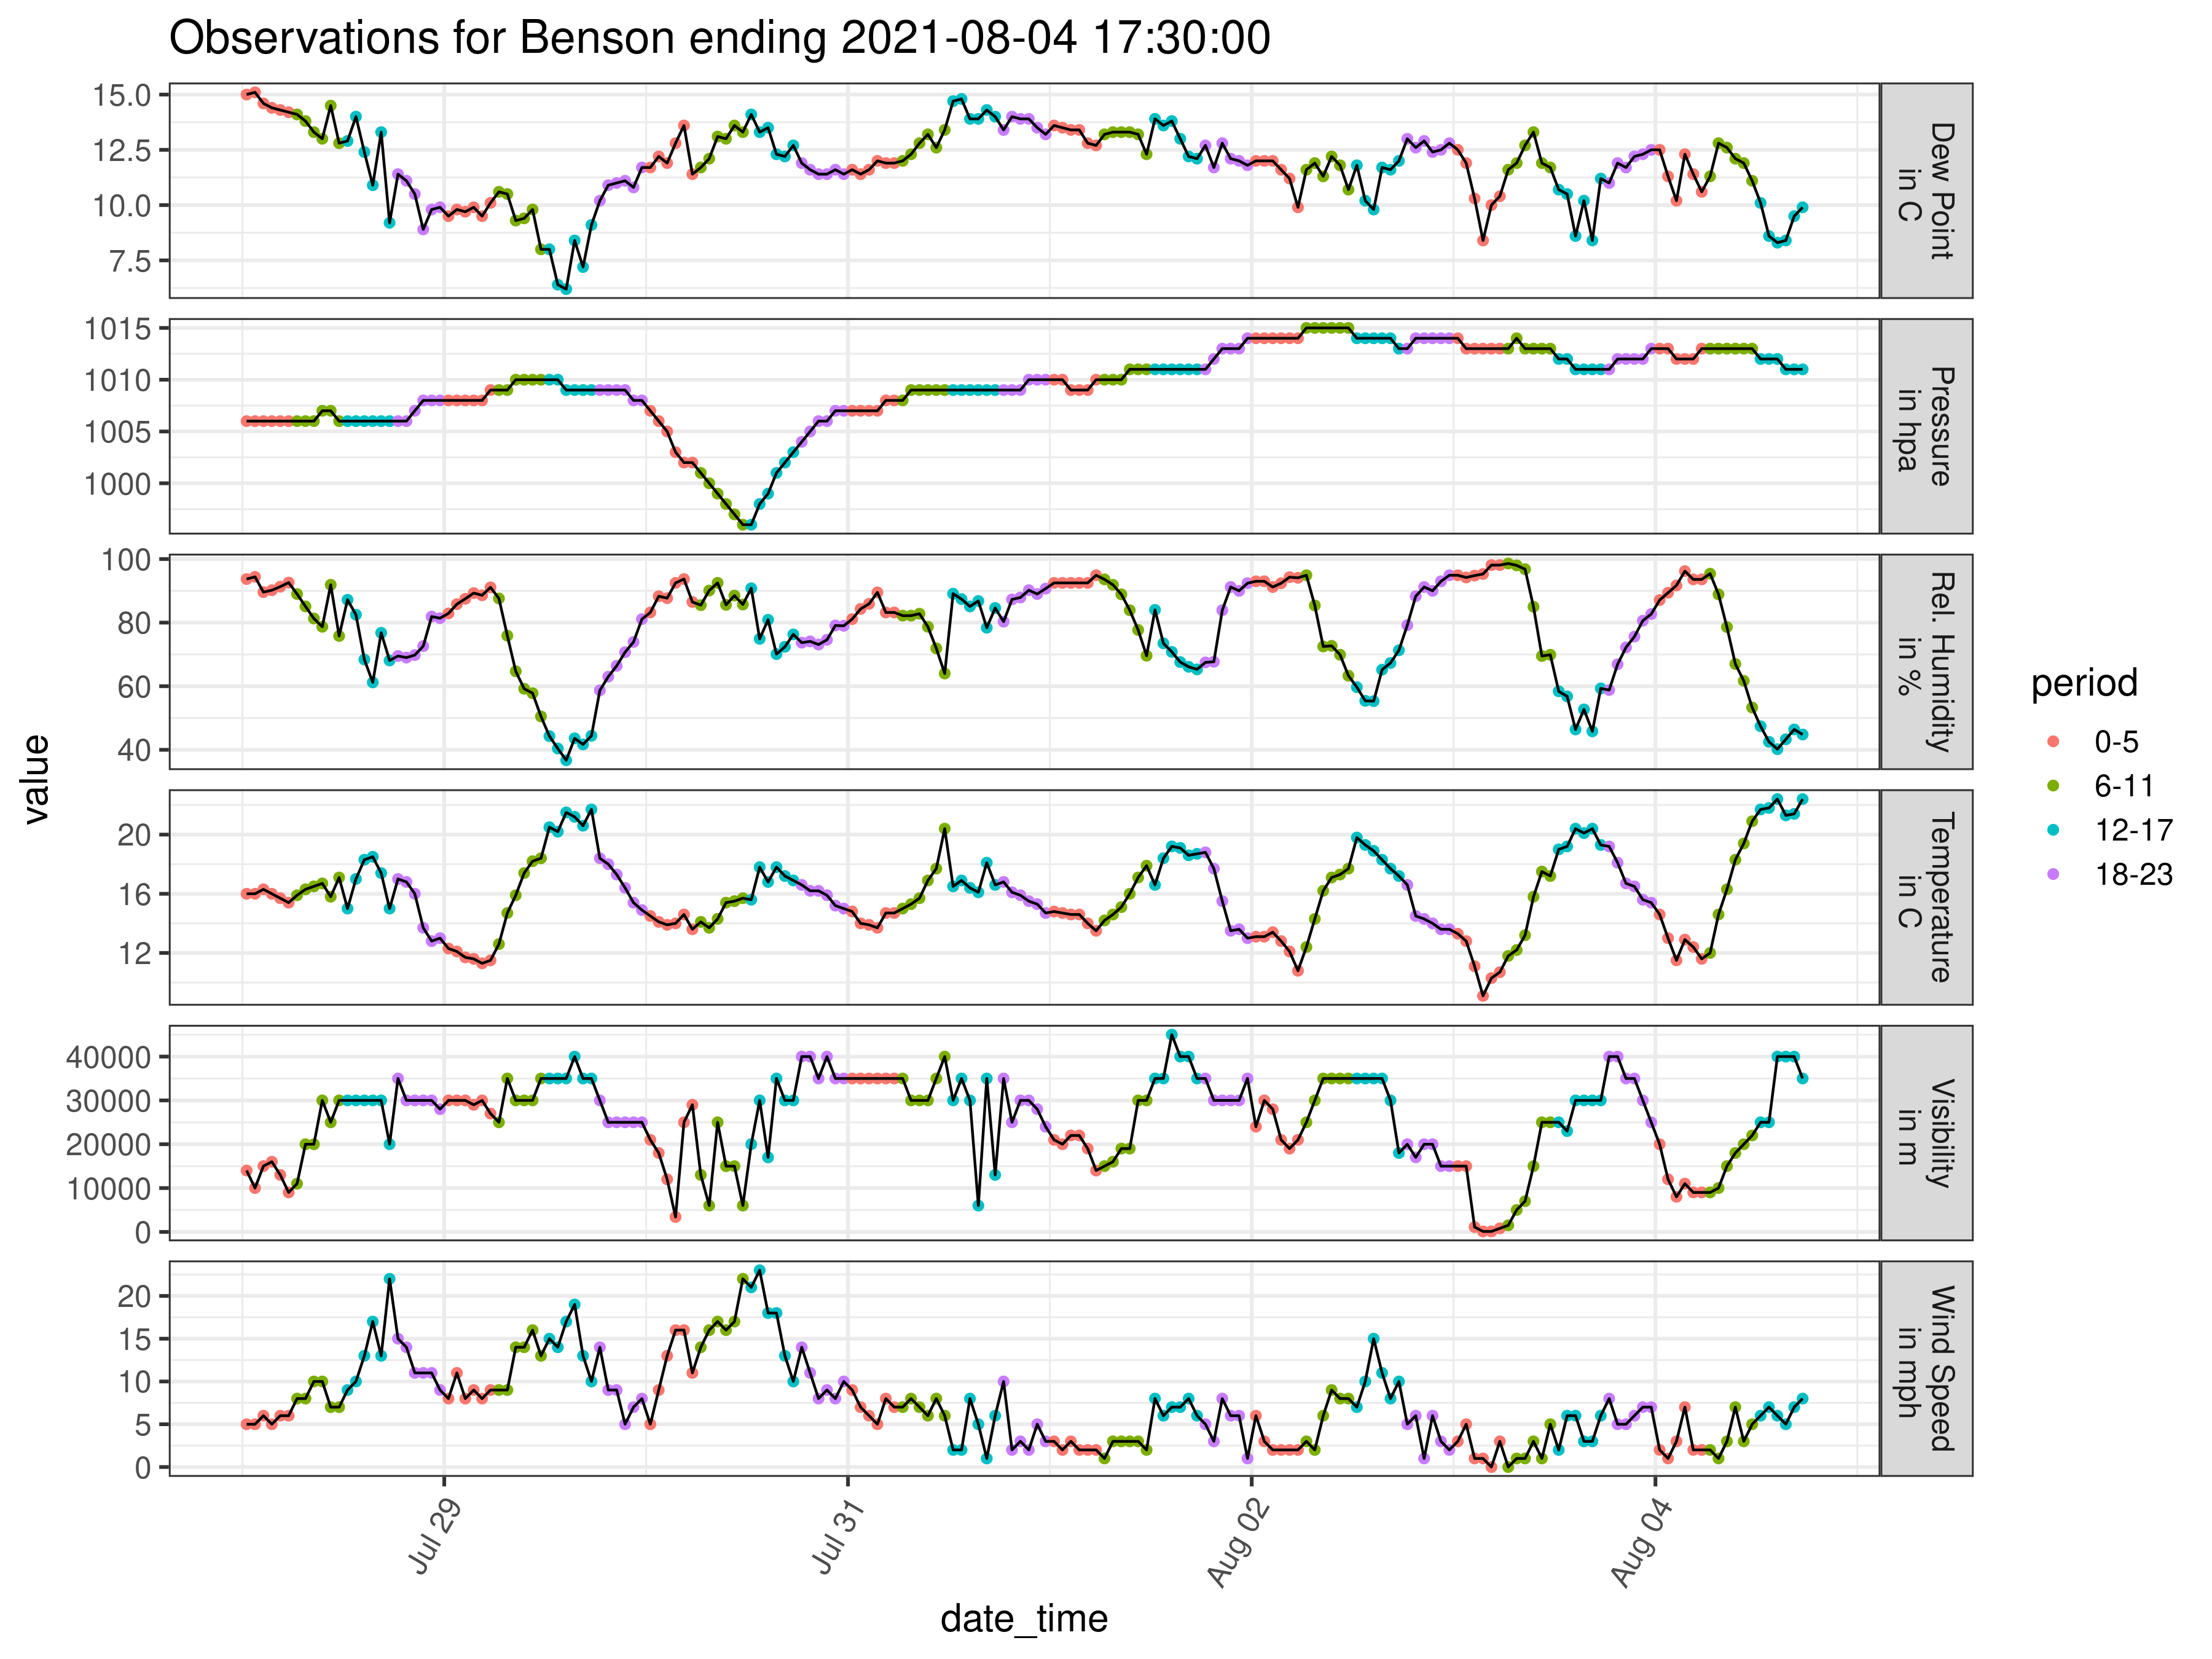 Observations for Benson ending 2021-08-04 17:30:00
value
15.0
12.5
10.0
7.5
Dew Point
in C
1015
1010
1005
1000
Pressure
in hpa
100
80
60
40
Rel. Humidity
in %
20
16
12
Temperature
in C
40000
30000
20000
10000
0
Visibility
in m
20
15
10
5
0
Wind Speed
in mph
Jul 29
Jul 31
Aug 02
Aug 04
date_time
period
0-5
6-11
12-17
18-23